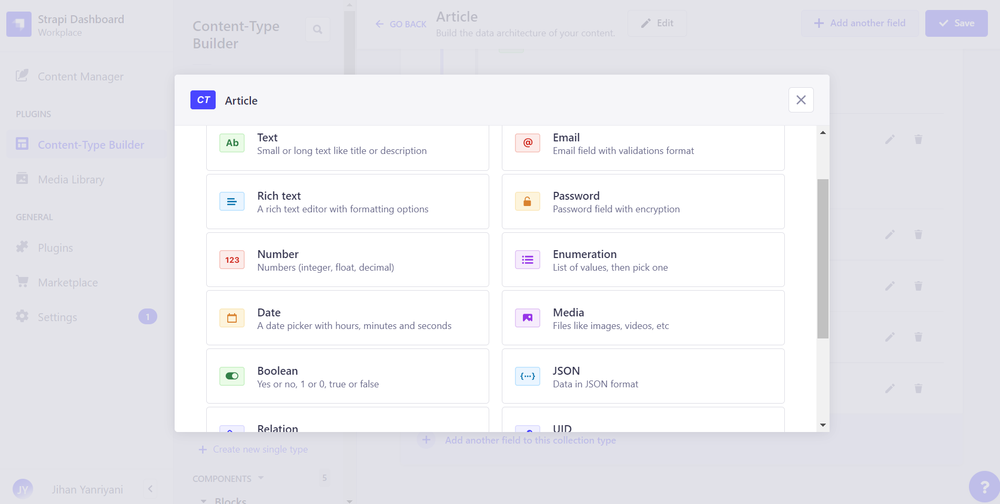 Strapi Dashboard
Workplace
Content Manager
PLUGINS
Content-Type Builder
Media Library
GENERAL
Plugins
Marketplace
Settings
1
JY
Jihan Yanriyani
Content-Type
Builder
GO BACK
Article
Build the data architecture of your content.
Edit
Add another field
Save
CT
Article
Ab
Text
Small or long text like title or description
@
Email
Email field with validations format
Rich text
A rich text editor with formatting options
Password
Password field with encryption
123
Number
Numbers (integer, float, decimal)
Enumeration
List of values, then pick one
Date
A date picker with hours, minutes and seconds
Media
Files like images, videos, etc
Boolean
Yes or no, 1 or 0, true or false
{···}
JSON
Data in JSON format
Relation
UID
Add another field to this collection type
Create new single type
COMPONENTS
5
Blocks
?